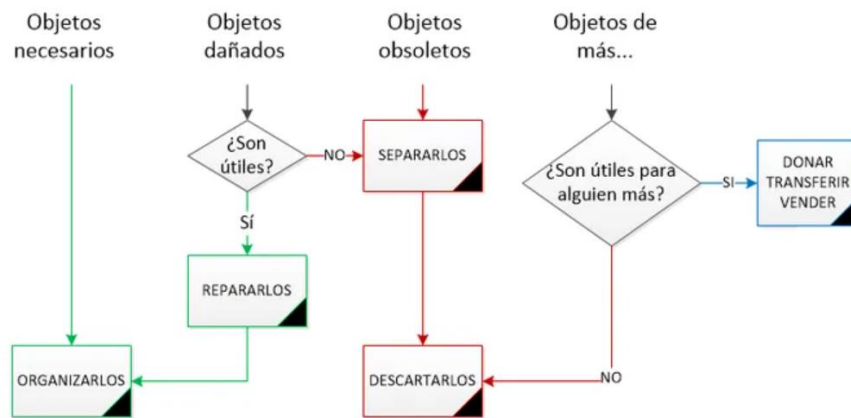 Objetos
necesarios
Objetos
dañados
Objetos
obsoletos
Objetos de
más...
¿Son
útiles?
NO
SEPARARLOS
¿Son útiles para
alguien más?
SI
DONAR
TRANSFERIR
VENDER
Sí
REPARARLOS
ORGANIZARLOS
DESCARTARLOS
NO